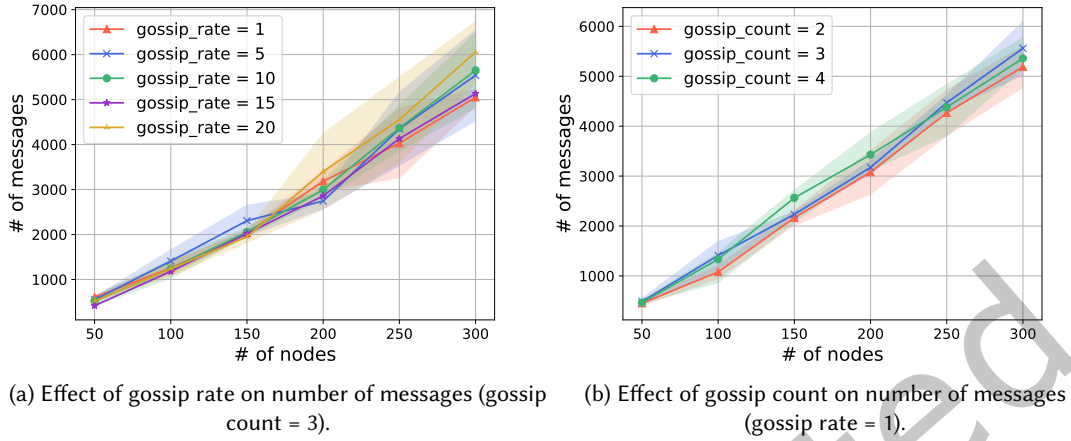 7000
6000
5000
4000
3000
2000
1000
# of messages
gossip_rate = 1
gossip_rate = 5
gossip_rate = 10
gossip_rate = 15
gossip_rate = 20
50 100 150 200 250 300
# of nodes
(a) Effect of gossip rate on number of messages (gossip
count = 3).
6000
5000
4000
3000
2000
1000
# of messages
gossip_count = 2
gossip_count = 3
gossip_count = 4
50 100 150 200 250 300
# of nodes
(b) Effect of gossip count on number of messages
(gossip rate = 1).